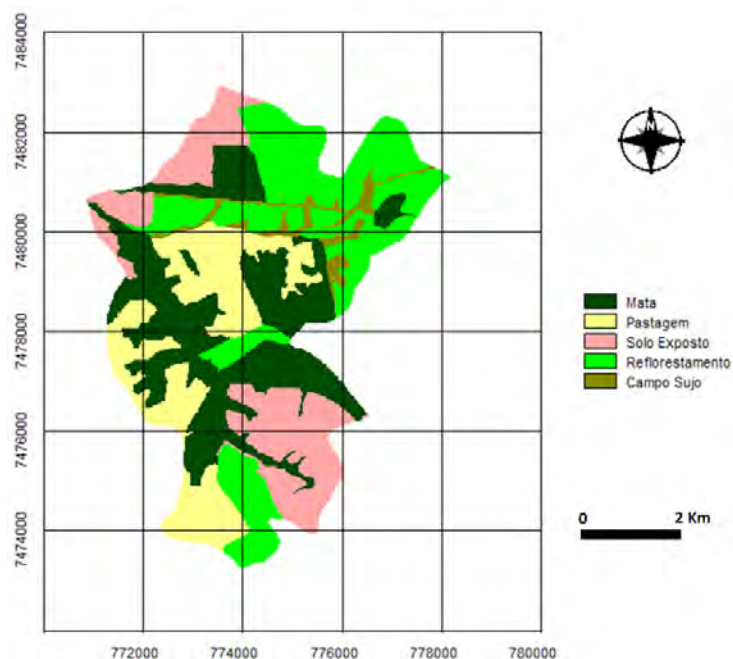 7484000
7482000
7480000
7478000
7476000
7474000
772000 774000 776000 778000 780000
N
Mata
Pastagem
Solo Exposto
Reflorestamento
Campo Sujo
0 2 Km